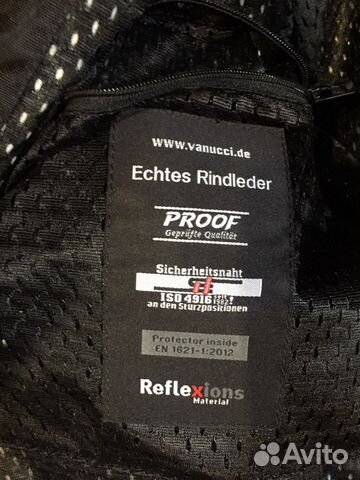 www.vanucci.de
Echtes Rindleder
PROOF
Geprüfte Qualität
Sicherheitsnaht
ISO 4916
an den Sturzpositionen
Protector inside
EN 1621-1:2012
Reflexions
Material
Avito